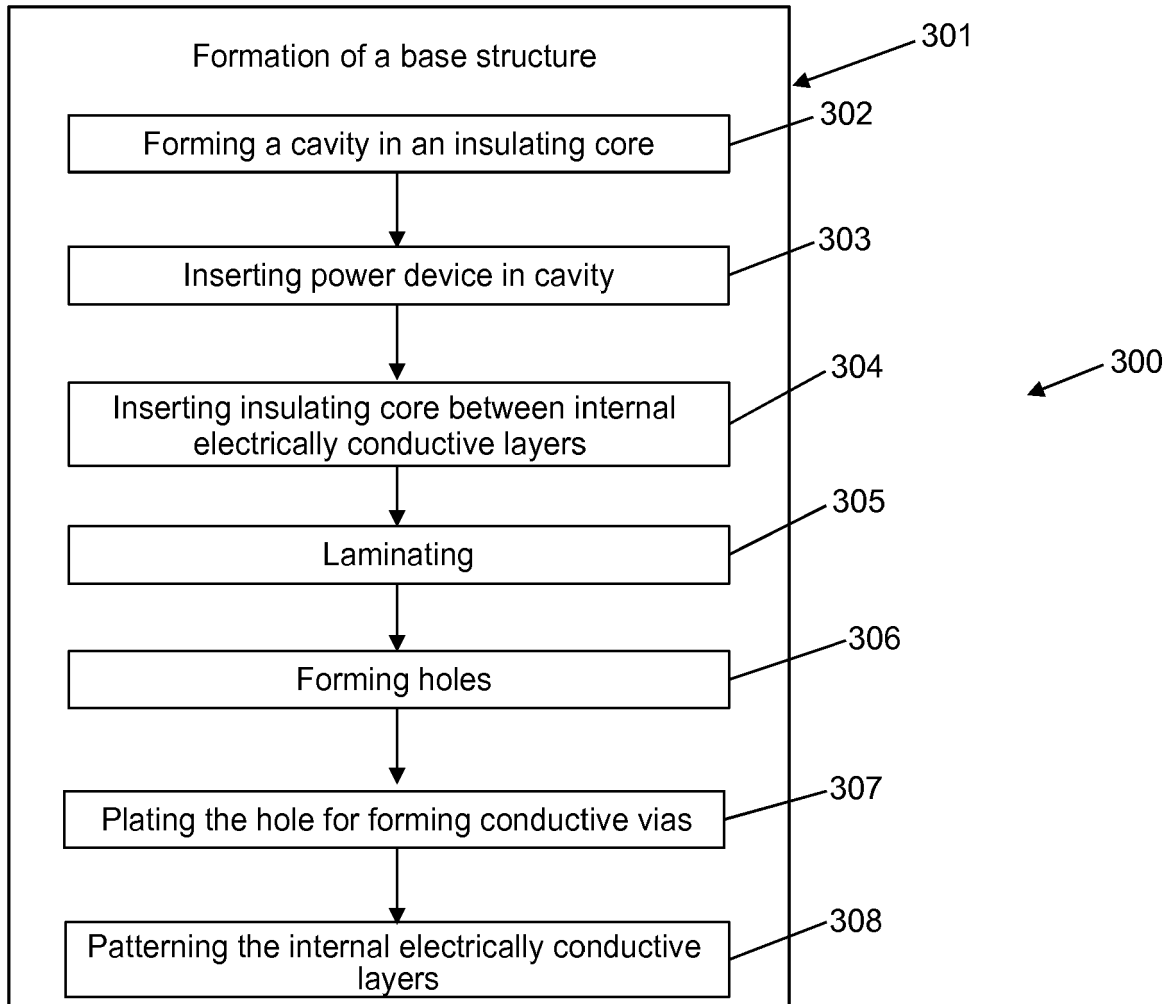 Formation of a base structure
301
302
Forming a cavity in an insulating core
303
Inserting power device in cavity
304
Inserting insulating core between internal
electrically conductive layers
300
305
Laminating
306
Forming holes
307
Plating the hole for forming conductive vias
308
Patterning the internal electrically conductive
layers